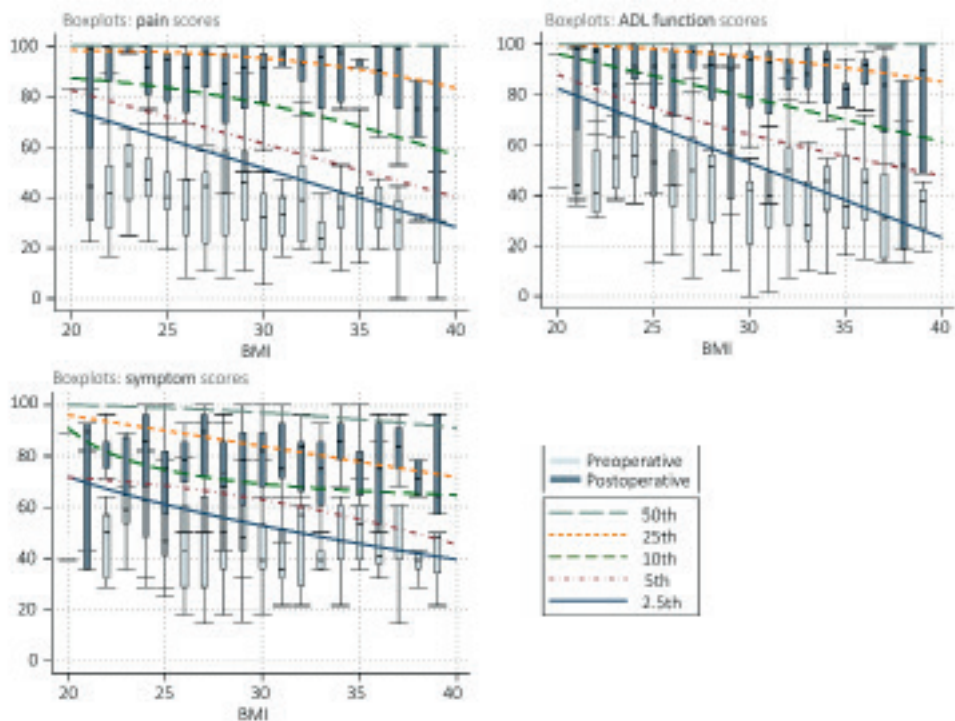 Boxplots: pain scores
100
80
60
40
20
0
20 25 30 35 40
BMI
Boxplots: ADL function scores
100
80
60
40
20
0
20 25 30 35 40
BMI
Boxplots: symptom scores
100
80
60
40
20
0
20 25 30 35 40
BMI
Preoperative
Postoperative
50th
25th
10th
5th
2.5th